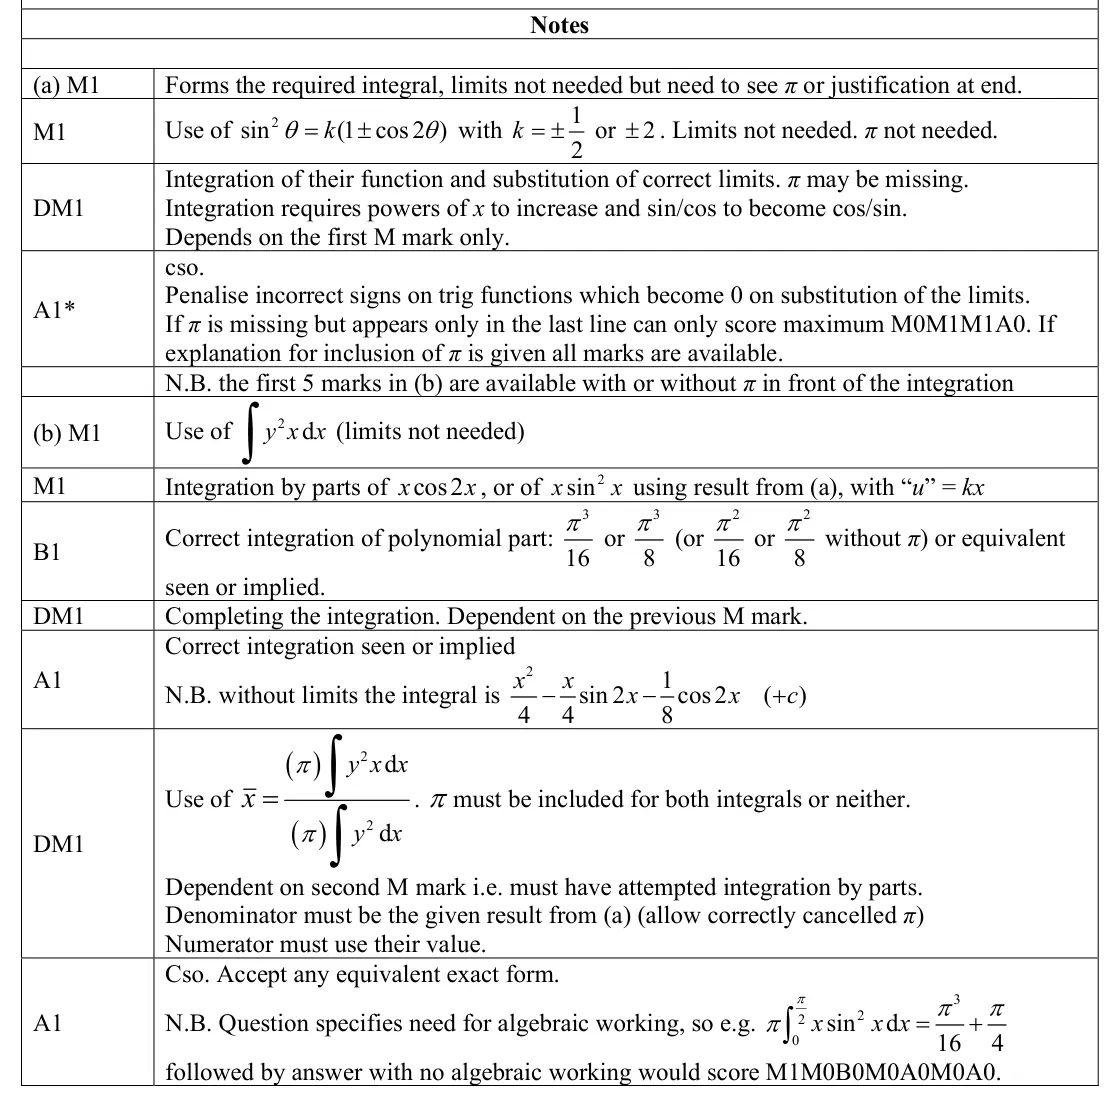 Notes
(a) M1 Forms the required integral, limits not needed but need to see π or justification at end.
M1 Use of sin² θ = k(1 ± cos 2θ) with k = ± 1/2 or ± 2. Limits not needed. π not needed.
DM1 Integration of their function and substitution of correct limits. π may be missing.
Integration requires powers of x to increase and sin/cos to become cos/sin.
Depends on the first M mark only.
A1* cso.
Penalise incorrect signs on trig functions which become 0 on substitution of the limits.
If π is missing but appears only in the last line can only score maximum M0M1M1A0. If
explanation for inclusion of π is given all marks are available.
N.B. the first 5 marks in (b) are available with or without π in front of the integration
(b) M1 Use of ∫ y²x dx (limits not needed)
M1 Integration by parts of x cos 2x, or of x sin² x using result from (a), with “u” = kx
B1 Correct integration of polynomial part: π³/16 or π³/8 (or π²/16 or π²/8 without π) or equivalent
seen or implied.
DM1 Completing the integration. Dependent on the previous M mark.
A1 Correct integration seen or implied
N.B. without limits the integral is x²/4 − x/4 sin 2x − 1/8 cos 2x (+c)
DM1 Use of x̄ = (π)∫ y²x dx / (π)∫ y² dx . π must be included for both integrals or neither.
Dependent on second M mark i.e. must have attempted integration by parts.
Denominator must be the given result from (a) (allow correctly cancelled π)
Numerator must use their value.
A1 Cso. Accept any equivalent exact form.
N.B. Question specifies need for algebraic working, so e.g. π∫₀^(π/2) x sin² x dx = π³/16 + π/4
followed by answer with no algebraic working would score M1M0B0M0A0M0A0.